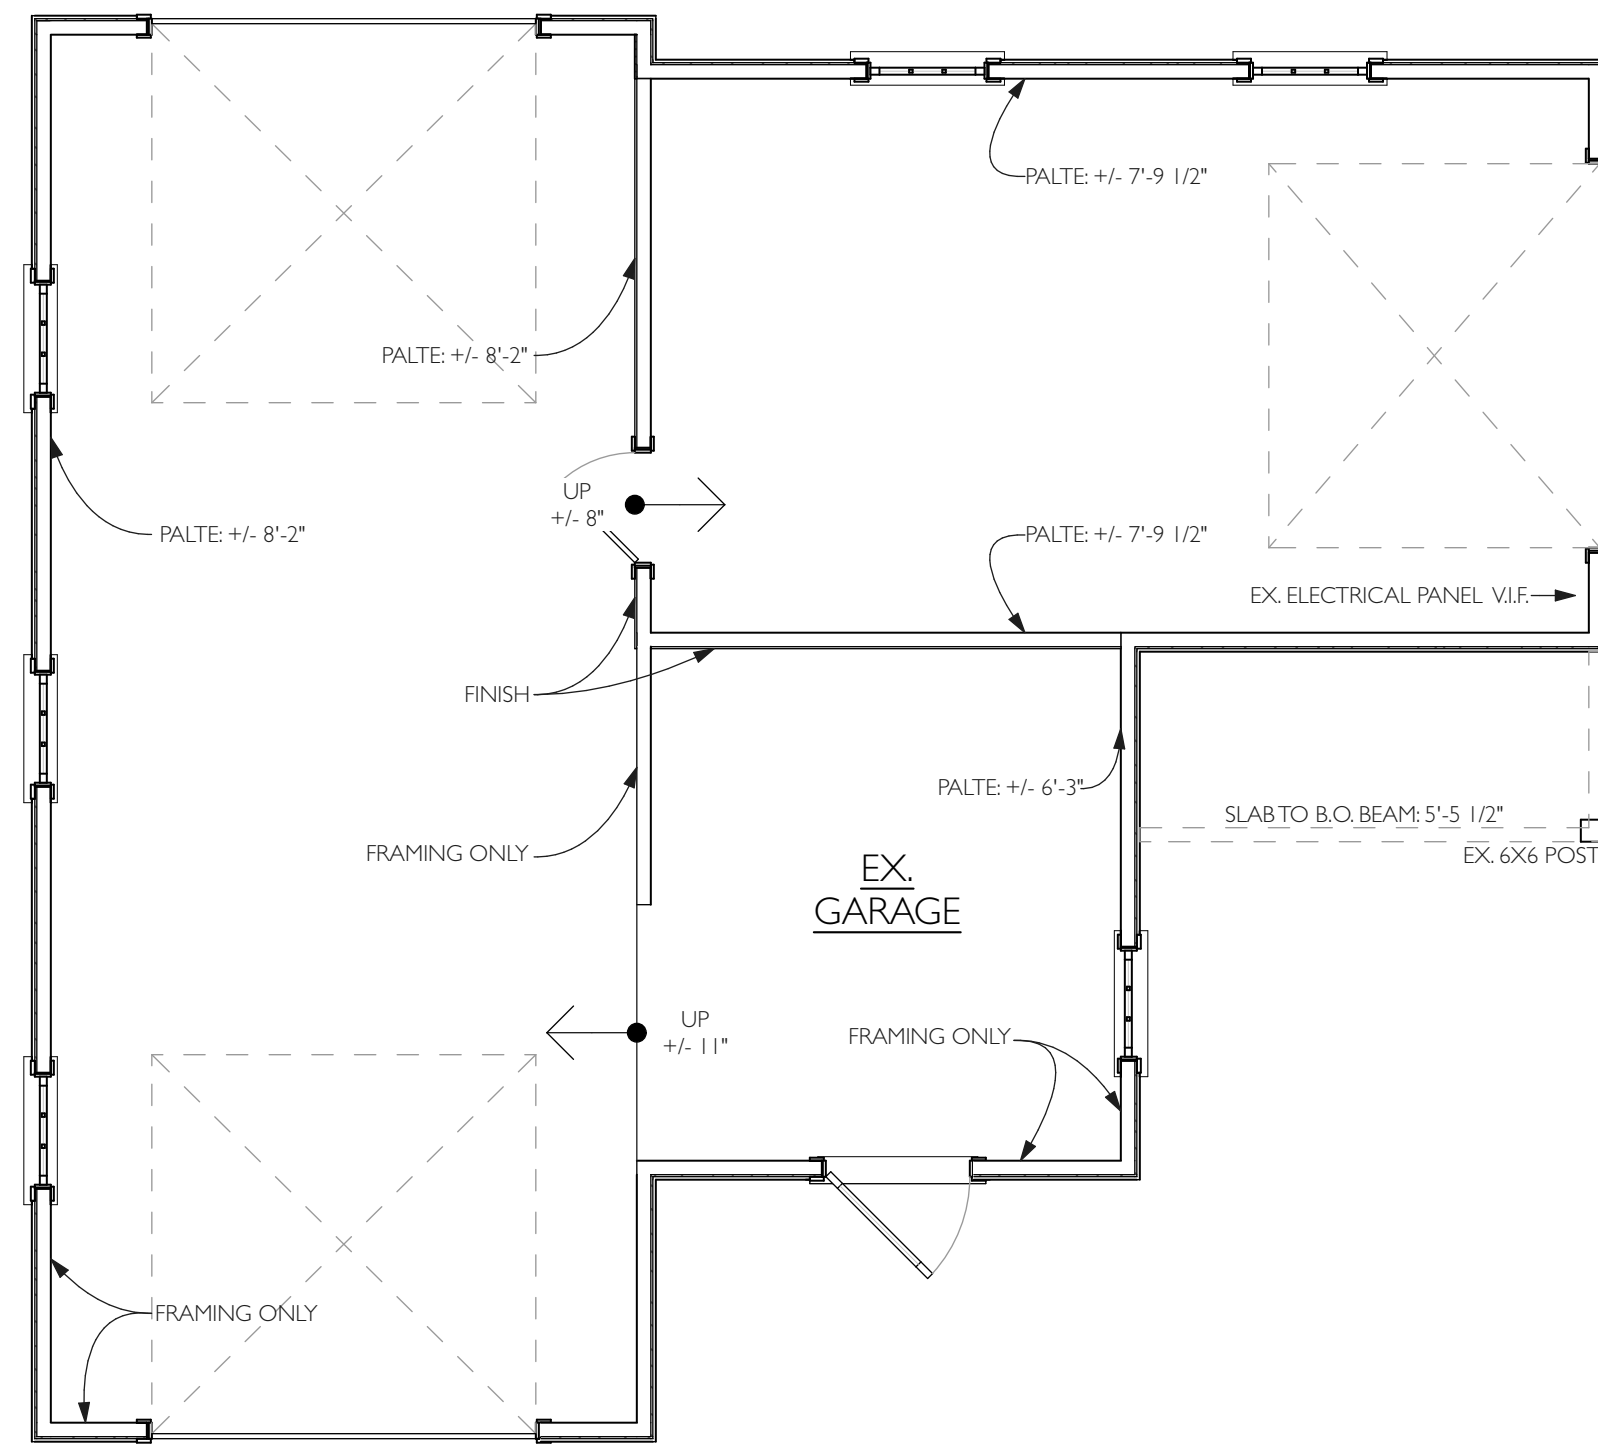 PALTE: +/- 7'-9 1/2"
PALTE: +/- 8'-2"
UP
+/- 8"
PALTE: +/- 8'-2"
PALTE: +/- 7'-9 1/2"
EX. ELECTRICAL PANEL V.I.F.
FINISH
PALTE: +/- 6'-3"
SLAB TO B.O. BEAM: 5'-5 1/2"
FRAMING ONLY
EX. 6X6 POST
EX.
GARAGE
UP
+/- 11"
FRAMING ONLY
FRAMING ONLY